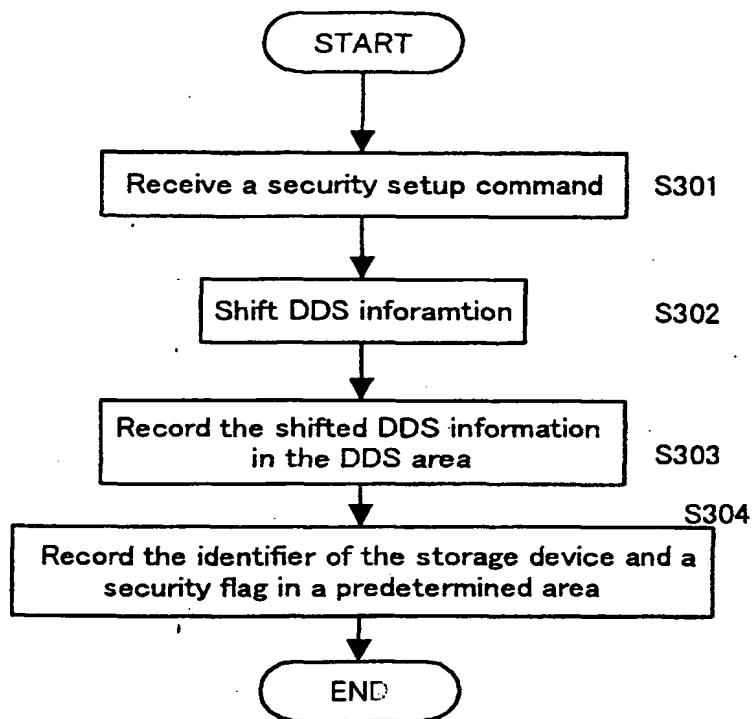 START
Receive a security setup command
S301
Shift DDS inforamtion
S302
Record the shifted DDS information
in the DDS area
S303
S304
Record the identifier of the storage device and a
security flag in a predetermined area
END